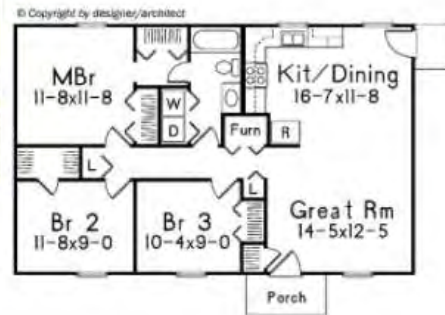 © Copyright by designer/architect
MBr
11-8x11-8
W
D
Furn
R
Kit/Dining
16-7x11-8
L
L
Br 2
11-8x9-0
Br 3
10-4x9-0
Great Rm
14-5x12-5
Porch